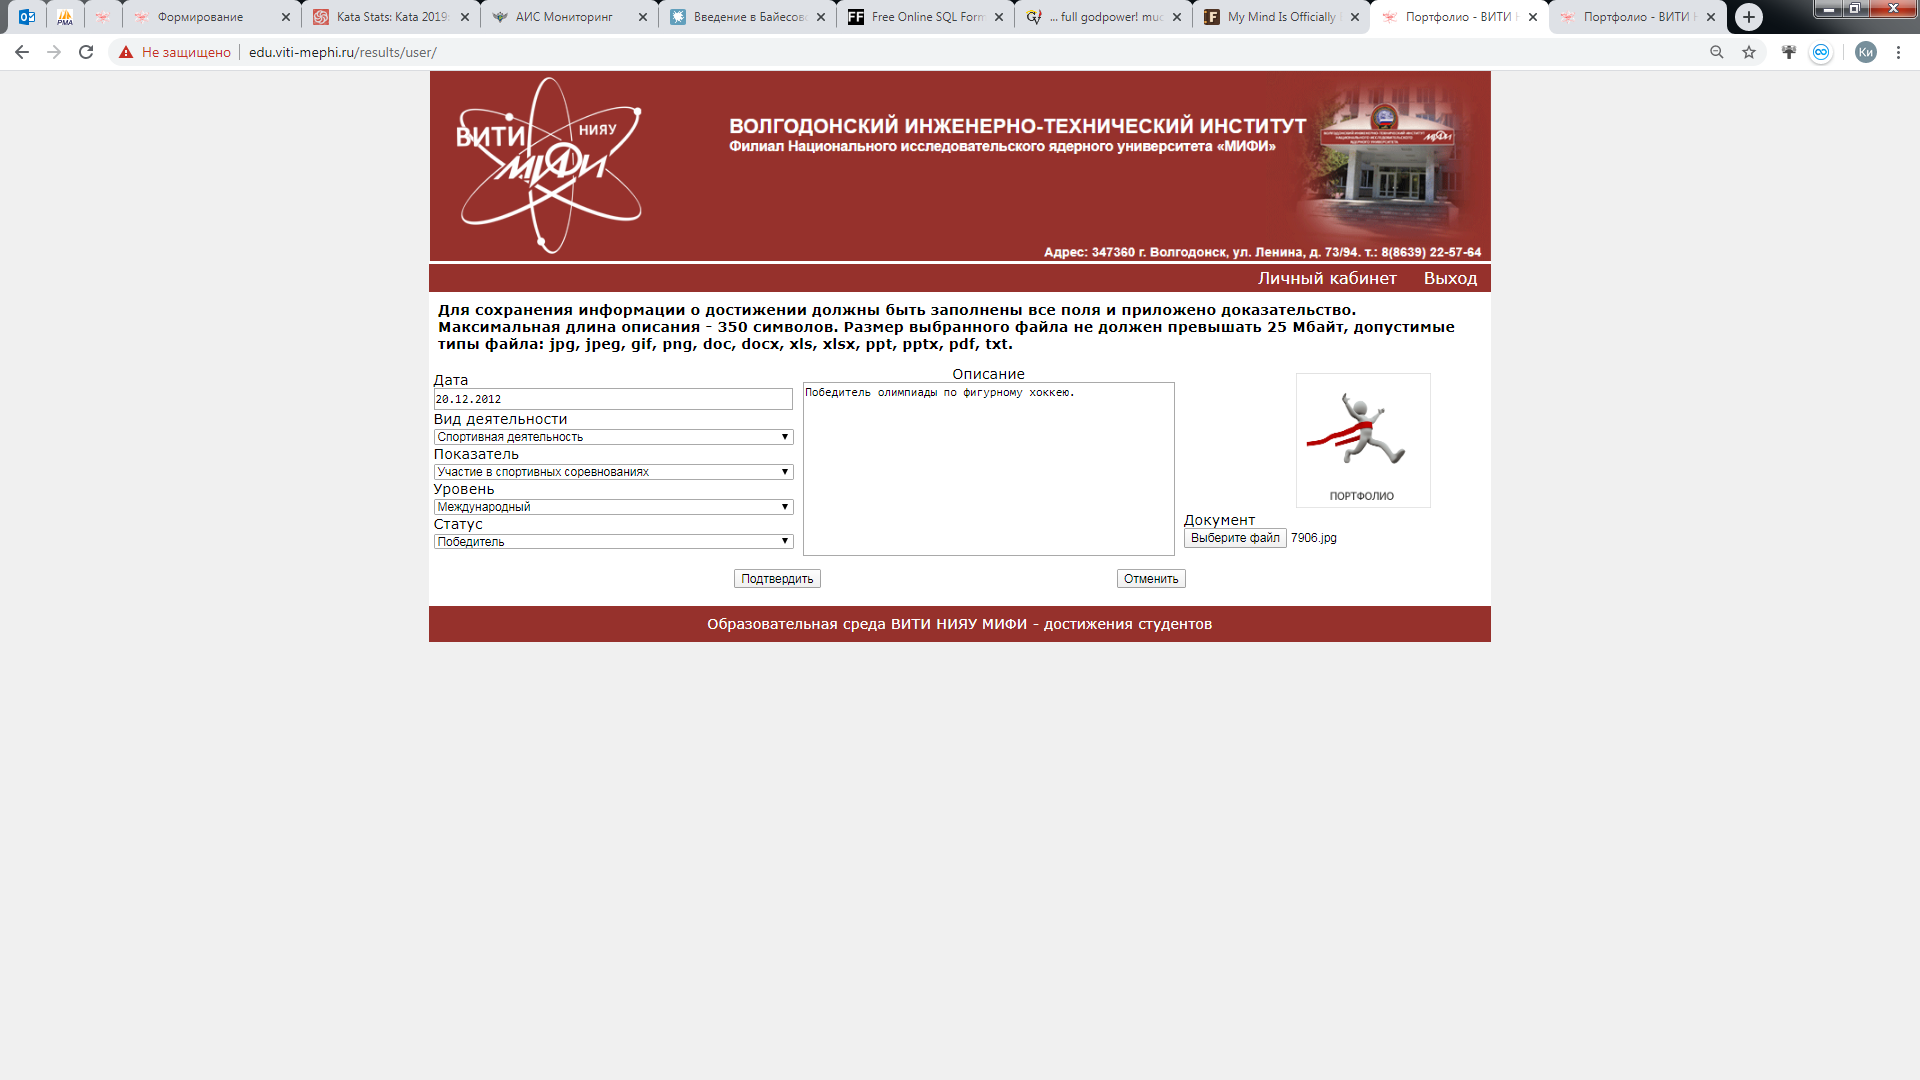 Формирование
Kata Stats: Kata 2019
АИС Мониторинг
Введение в Байесов
Free Online SQL Form
... full godpower! muc
My Mind Is Officially
Портфолио - ВИТИ Н
Портфолио - ВИТИ Н
Не защищено
edu.viti-mephi.ru/results/user/
Ки
ВИТИ
НИЯУ
МИФИ
ВОЛГОДОНСКИЙ ИНЖЕНЕРНО-ТЕХНИЧЕСКИЙ ИНСТИТУТ
Филиал Национального исследовательского ядерного университета «МИФИ»
Адрес: 347360 г. Волгодонск, ул. Ленина, д. 73/94. т.: 8(8639) 22-57-64
Личный кабинет
Выход
Для сохранения информации о достижении должны быть заполнены все поля и приложено доказательство.
Максимальная длина описания - 350 символов. Размер выбранного файла не должен превышать 25 Мбайт, допустимые
типы файла: jpg, jpeg, gif, png, doc, docx, xls, xlsx, ppt, pptx, pdf, txt.
Дата
20.12.2012
Вид деятельности
Спортивная деятельность
Показатель
Участие в спортивных соревнованиях
Уровень
Международный
Статус
Победитель
Описание
Победитель олимпиады по фигурному хоккею.
ПОРТФОЛИО
Документ
Выберите файл 7906.jpg
Подтвердить
Отменить
Образовательная среда ВИТИ НИЯУ МИФИ - достижения студентов